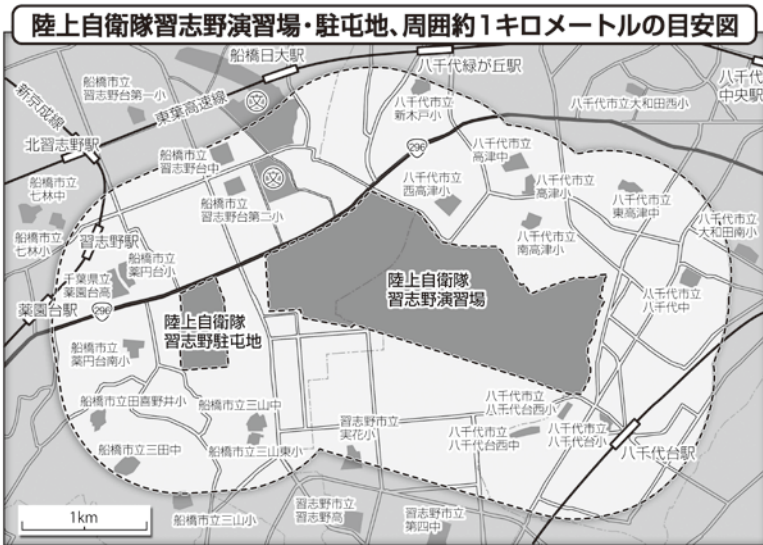 陸上自衛隊習志野演習場・駐屯地、周囲約1キロメートルの目安図
船橋日大駅
八千代緑が丘駅
八千代
中央駅
新京成線
船橋市立
習志野台第一小
東葉高速線
八千代市立
新木戸小
八千代市立大和田西小
北習志野駅
船橋市立
習志野台中
296
八千代市立
高津中
船橋市立
七林中
船橋市立
習志野台第二小
八千代市立
西高津小
八千代市立
高津小
八千代市立
東高津中
船橋市立
七林小
習志野駅
八千代市立
南高津小
八千代市立
大和田南小
千葉県立
薬園台高
船橋市立
薬円台小
陸上自衛隊
習志野演習場
八千代市立
八千代中
薬園台駅
296
陸上自衛隊
習志野駐屯地
船橋市立
薬円台南小
船橋市立田喜野井小
船橋市立三山中
習志野市立
実花小
八千代市立
八千代台西小
八千代市立
八千代台西中
八千代市立
八千代台小
八千代台駅
船橋市立三田中
船橋市立三山東小
1km
船橋市立三山小
習志野市立
習志野高
習志野市立
第四中